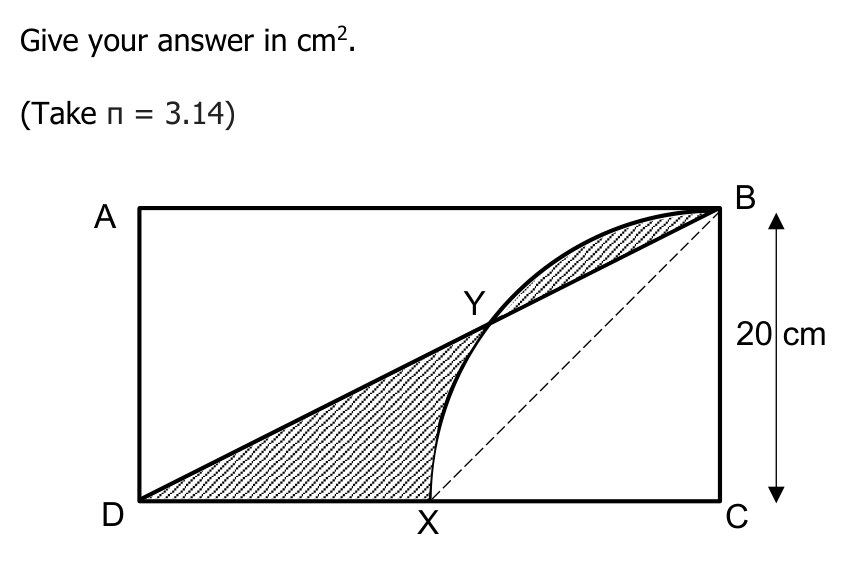 Give your answer in cm².
(Take п = 3.14)
A
B
Y
20 cm
D
X
C